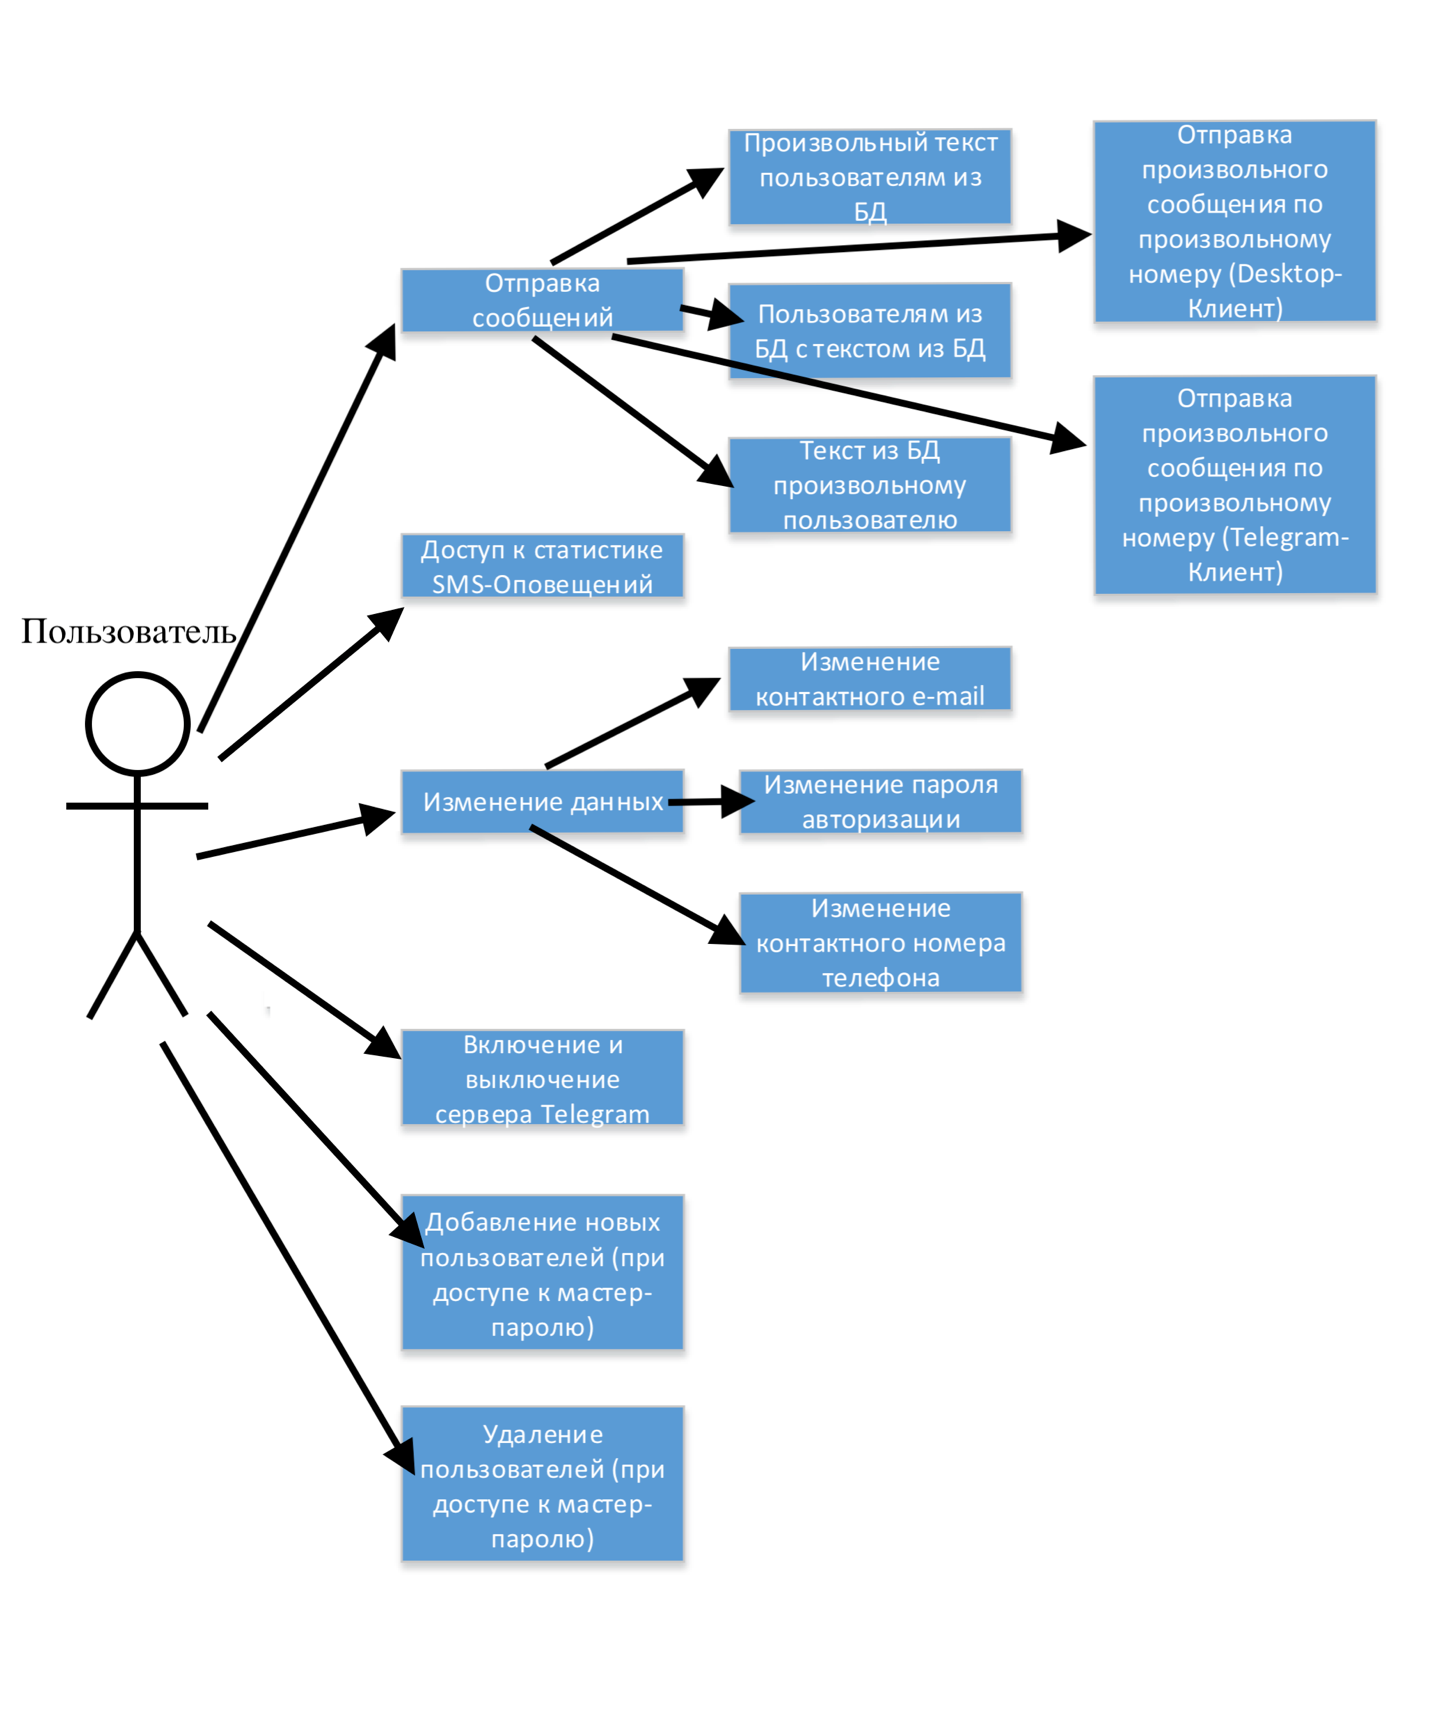 Произвольный текст
пользователям из
БД
Отправка
произвольного
сообщения по
произвольному
номеру (Desktop-
Клиент)
Отправка
сообщений
Пользователям из
БД с текстом из БД
Отправка
произвольного
сообщения по
произвольному
номеру (Telegram-
Клиент)
Текст из БД
произвольному
пользователю
Доступ к статистике
SMS-Оповещений
Пользователь
Изменение
контактного e-mail
Изменение данных
Изменение пароля
авторизации
Изменение
контактного номера
телефона
Включение и
выключение
сервера Telegram
Добавление новых
пользователей (при
доступе к мастер-
паролю)
Удаление
пользователей (при
доступе к мастер-
паролю)